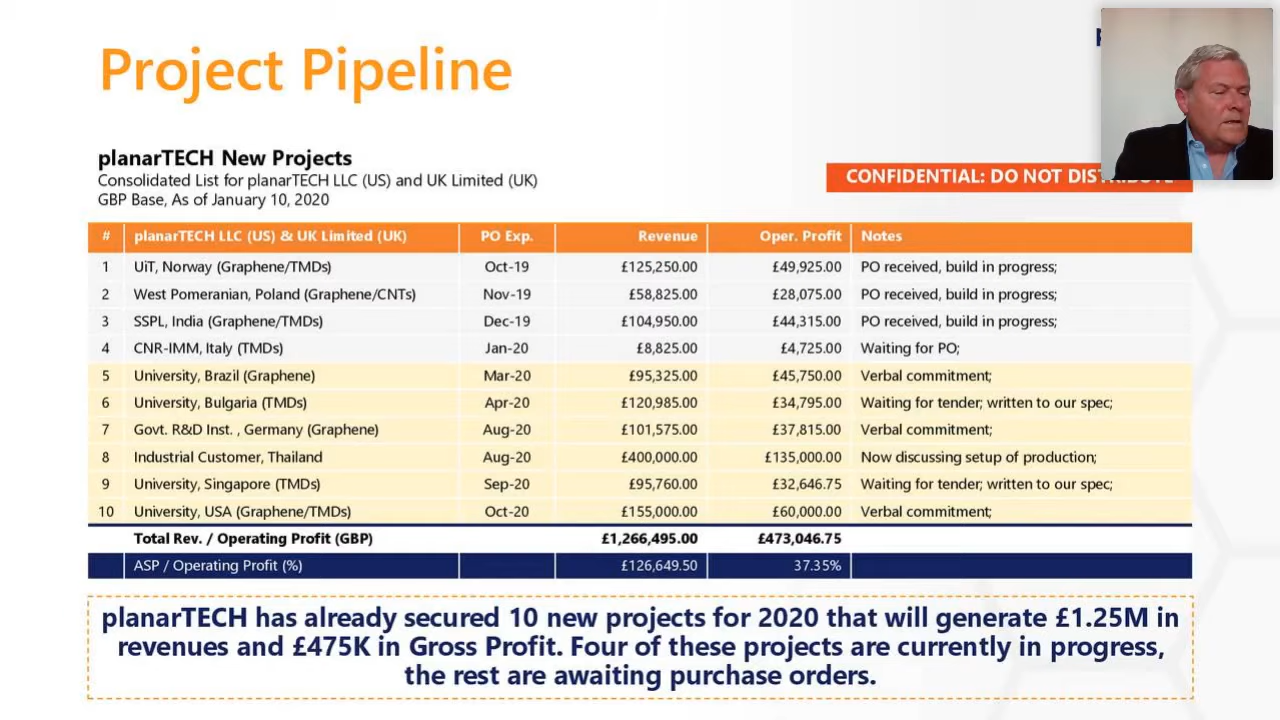 Project Pipeline
planarTECH New Projects
Consolidated List for planarTECH LLC (US) and UK Limited (UK)
GBP Base, As of January 10, 2020
CONFIDENTIAL: DO NOT DISTRIBUTE
# planarTECH LLC (US) & UK Limited (UK) PO Exp. Revenue Oper. Profit Notes
1 UiT, Norway (Graphene/TMDs) Oct-19 £125,250.00 £49,925.00 PO received, build in progress;
2 West Pomeranian, Poland (Graphene/CNTs) Nov-19 £58,825.00 £28,075.00 PO received, build in progress;
3 SSPL, India (Graphene/TMDs) Dec-19 £104,950.00 £44,315.00 PO received, build in progress;
4 CNR-IMM, Italy (TMDs) Jan-20 £8,825.00 £4,725.00 Waiting for PO;
5 University, Brazil (Graphene) Mar-20 £95,325.00 £45,750.00 Verbal commitment;
6 University, Bulgaria (TMDs) Apr-20 £120,985.00 £34,795.00 Waiting for tender; written to our spec;
7 Govt. R&D Inst. , Germany (Graphene) Aug-20 £101,575.00 £37,815.00 Verbal commitment;
8 Industrial Customer, Thailand Aug-20 £400,000.00 £135,000.00 Now discussing setup of production;
9 University, Singapore (TMDs) Sep-20 £95,760.00 £32,646.75 Waiting for tender; written to our spec;
10 University, USA (Graphene/TMDs) Oct-20 £155,000.00 £60,000.00 Verbal commitment;
Total Rev. / Operating Profit (GBP) £1,266,495.00 £473,046.75
ASP / Operating Profit (%) £126,649.50 37.35%
planarTECH has already secured 10 new projects for 2020 that will generate £1.25M in
revenues and £475K in Gross Profit. Four of these projects are currently in progress,
the rest are awaiting purchase orders.